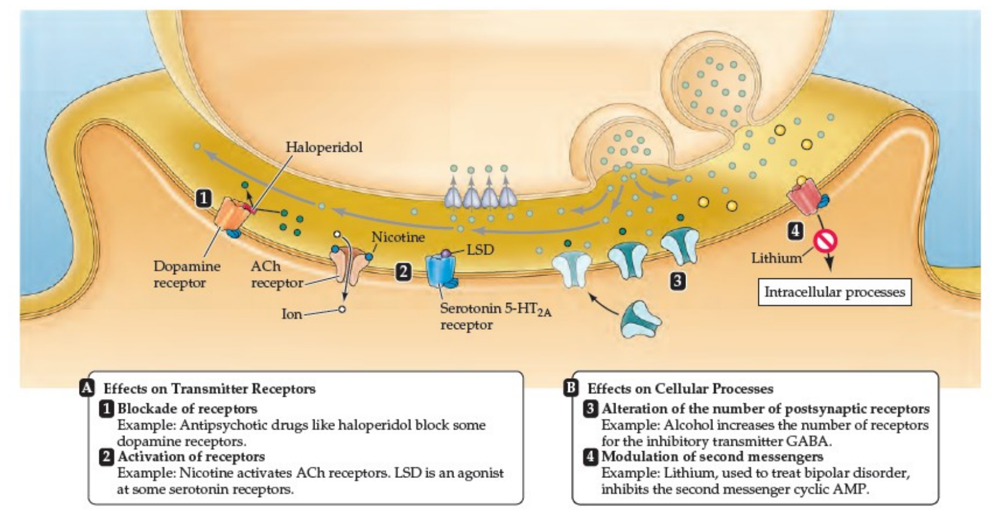 Haloperidol
1
Nicotine
LSD
2
Dopamine
receptor
ACh
receptor
Ion
Serotonin 5-HT2A
receptor
3
4
Lithium
Intracellular processes
A Effects on Transmitter Receptors
1 Blockade of receptors
Example: Antipsychotic drugs like haloperidol block some
dopamine receptors.
2 Activation of receptors
Example: Nicotine activates ACh receptors. LSD is an agonist
at some serotonin receptors.
B Effects on Cellular Processes
3 Alteration of the number of postsynaptic receptors
Example: Alcohol increases the number of receptors
for the inhibitory transmitter GABA.
4 Modulation of second messengers
Example: Lithium, used to treat bipolar disorder,
inhibits the second messenger cyclic AMP.